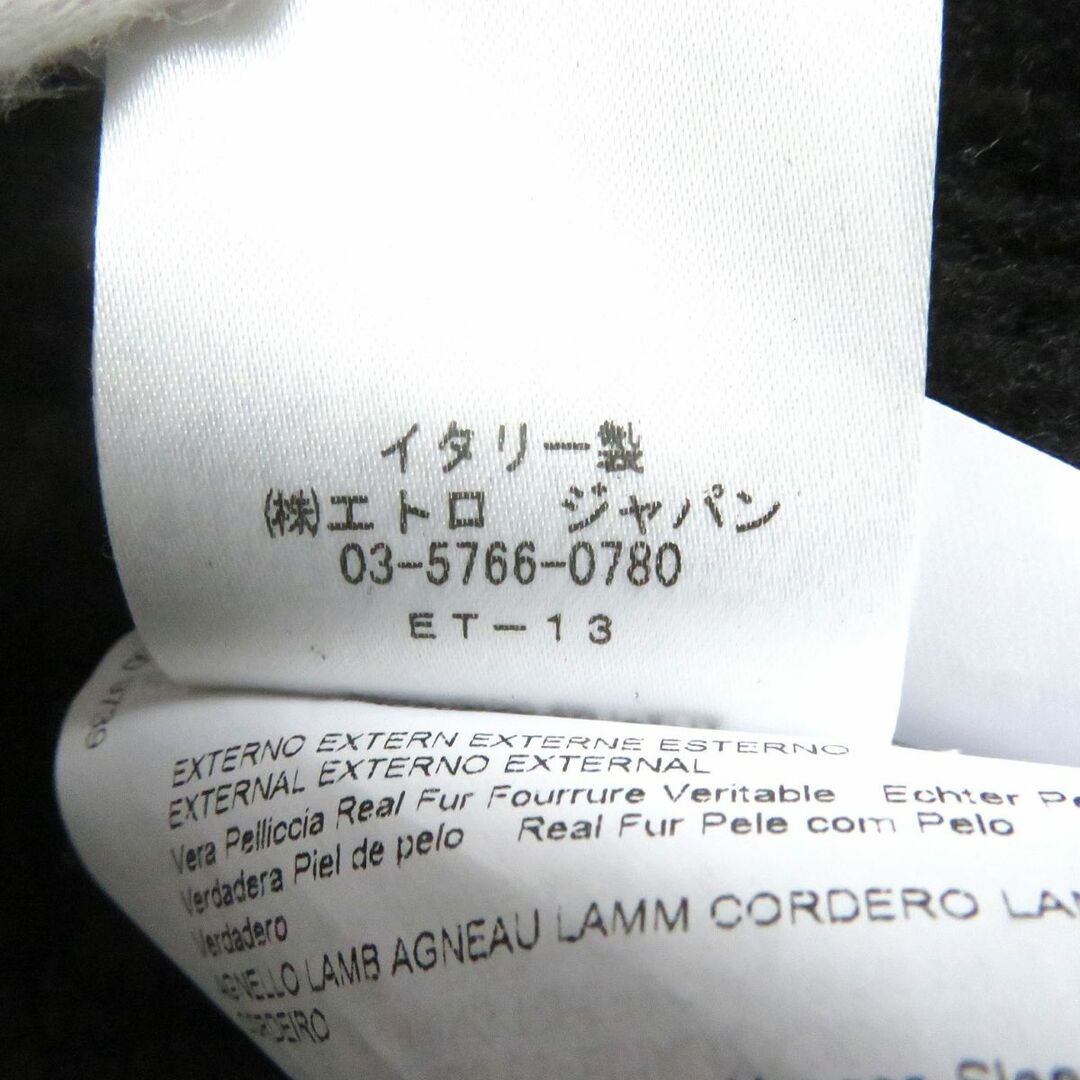 イタリー製
㈱エトロ　ジャパン
03-5766-0780
ET-13
EXTERNO EXTERN EXTERNE ESTERNO
EXTERNAL EXTERNO EXTERNAL
Vera Pelliccia Real Fur Fourrure Veritable Echter
Verdadera Piel de pelo Real Fur Pele com Pelo
Verdadero
AGNELLO LAMB AGNEAU LAMM CORDERO